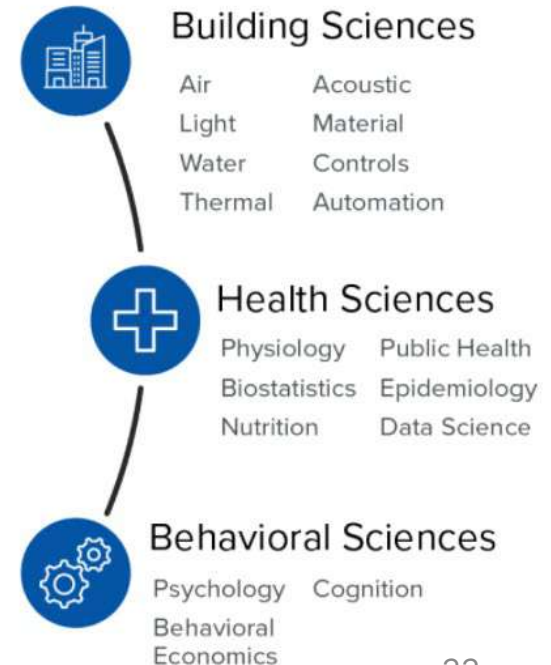 Building Sciences
Air Acoustic
Light Material
Water Controls
Thermal Automation
Health Sciences
Physiology Public Health
Biostatistics Epidemiology
Nutrition Data Science
Behavioral Sciences
Psychology Cognition
Behavioral
Economics